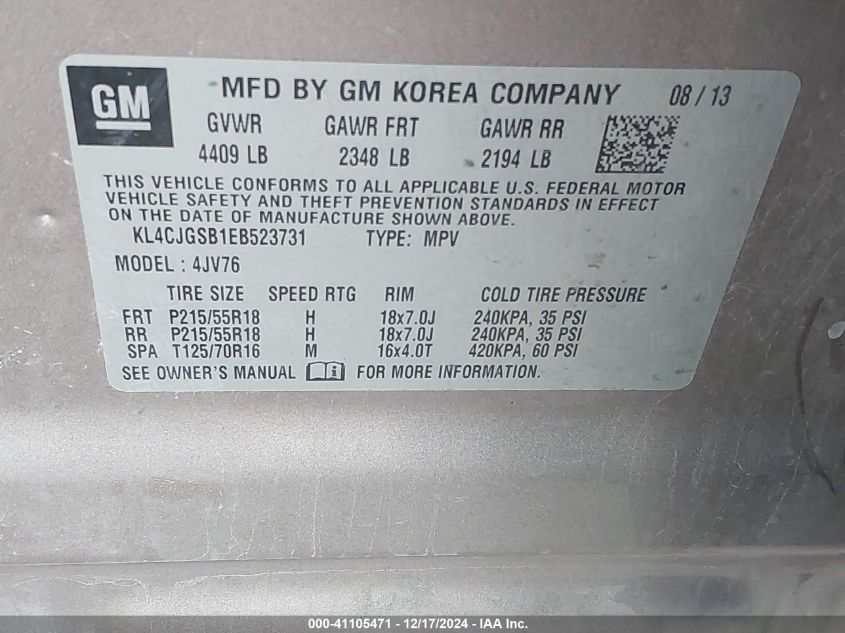 GM
MFD BY GM KOREA COMPANY 08 / 13
GVWR GAWR FRT GAWR RR
4409 LB 2348 LB 2194 LB
THIS VEHICLE CONFORMS TO ALL APPLICABLE U.S. FEDERAL MOTOR
VEHICLE SAFETY AND THEFT PREVENTION STANDARDS IN EFFECT
ON THE DATE OF MANUFACTURE SHOWN ABOVE.
KL4CJGSB1EB523731 TYPE: MPV
MODEL : 4JV76
TIRE SIZE SPEED RTG RIM COLD TIRE PRESSURE
FRT P215/55R18 H 18x7.0J 240KPA, 35 PSI
RR P215/55R18 H 18x7.0J 240KPA, 35 PSI
SPA T125/70R16 M 16x4.0T 420KPA, 60 PSI
SEE OWNER'S MANUAL FOR MORE INFORMATION.
000-41105471 - 12/17/2024 - IAA Inc.